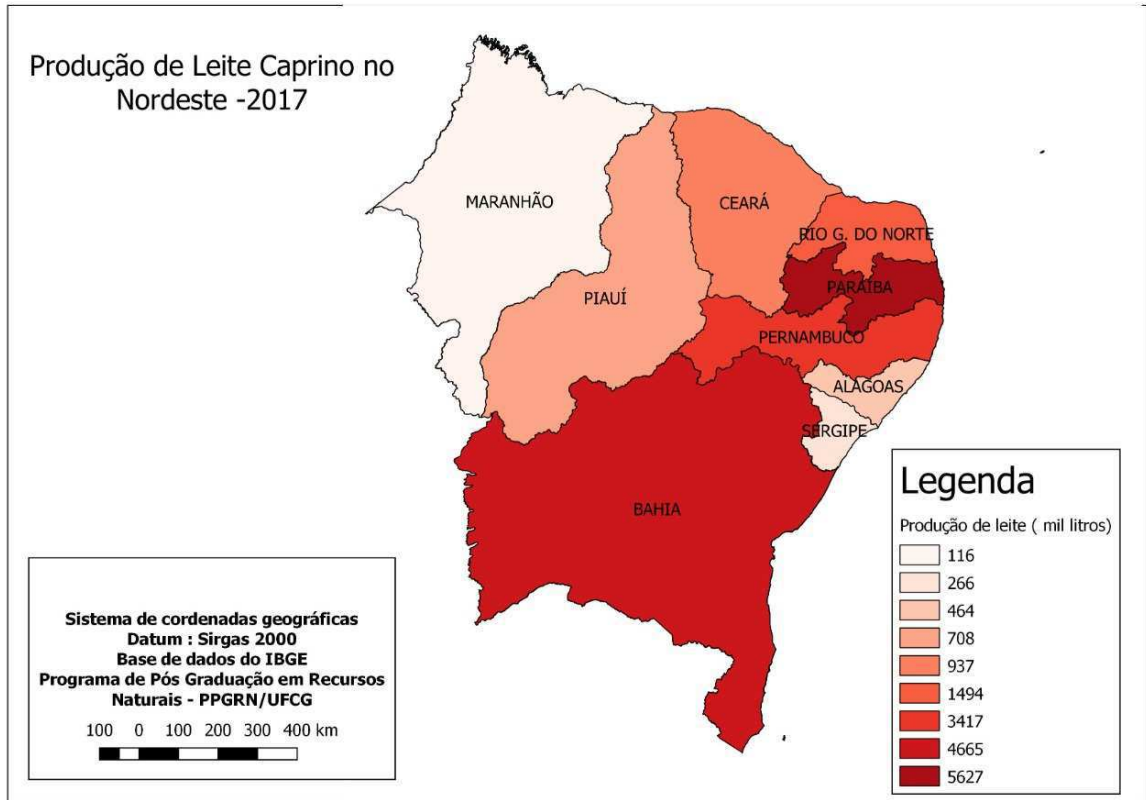 Produção de Leite Caprino no
Nordeste -2017
MARANHÃO
CEARÁ
RIO G. DO NORTE
PARAÍBA
PIAUÍ
PERNAMBUCO
ALAGOAS
SERGIPE
BAHIA
Legenda
Produção de leite ( mil litros)
116
266
464
708
937
1494
3417
4665
5627
Sistema de cordenadas geográficas
Datum : Sirgas 2000
Base de dados do IBGE
Programa de Pós Graduação em Recursos
Naturais - PPGRN/UFCG
100 0 100 200 300 400 km